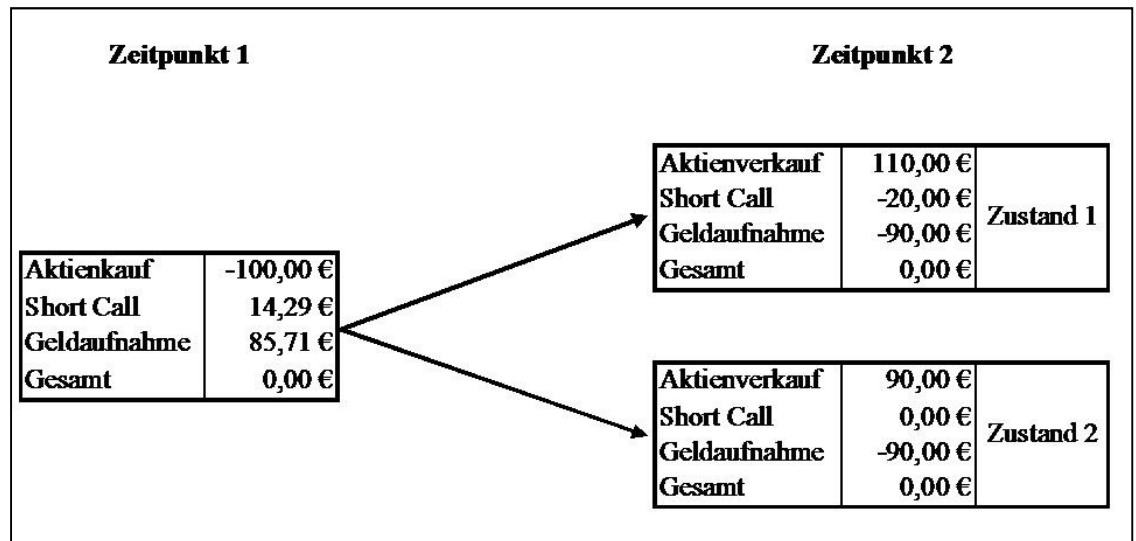 Zeitpunkt 1
Zeitpunkt 2
Aktienkauf -100,00 €
Short Call 14,29 €
Geldaufnahme 85,71 €
Gesamt 0,00 €
Aktienverkauf 110,00 €
Short Call -20,00 €
Geldaufnahme -90,00 €
Gesamt 0,00 €
Zustand 1
Aktienverkauf 90,00 €
Short Call 0,00 €
Geldaufnahme -90,00 €
Gesamt 0,00 €
Zustand 2